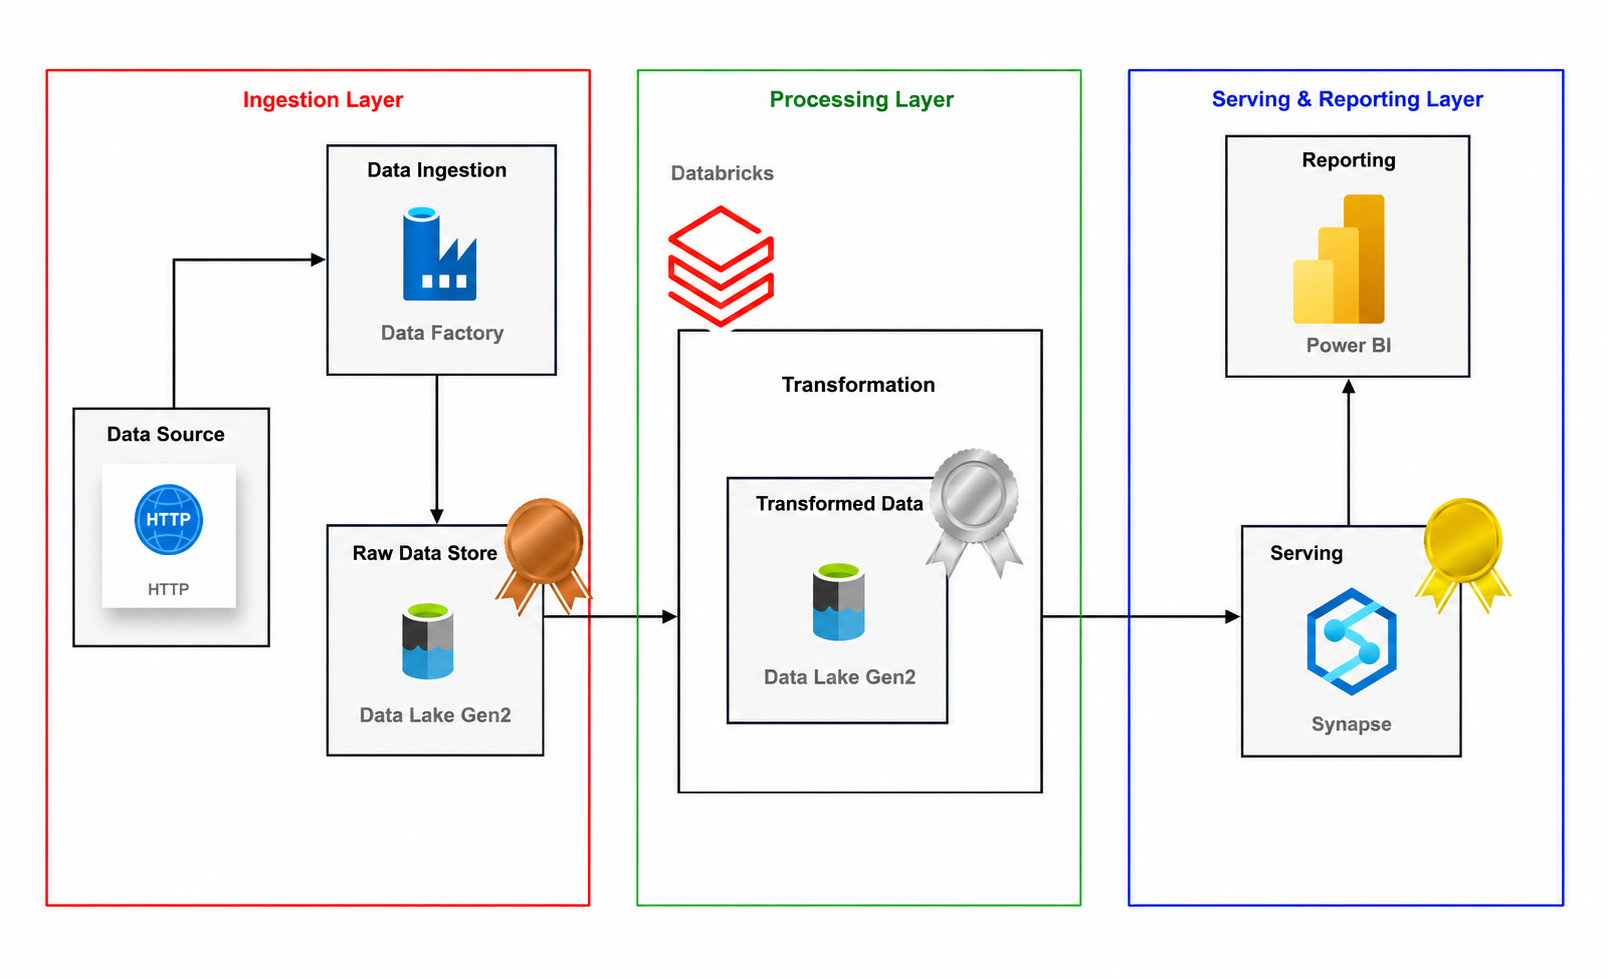 Ingestion Layer
Data Ingestion
Data Factory
Data Source
HTTP
HTTP
Raw Data Store
Data Lake Gen2
Processing Layer
Databricks
Transformation
Transformed Data
Data Lake Gen2
Serving & Reporting Layer
Reporting
Power BI
Serving
Synapse